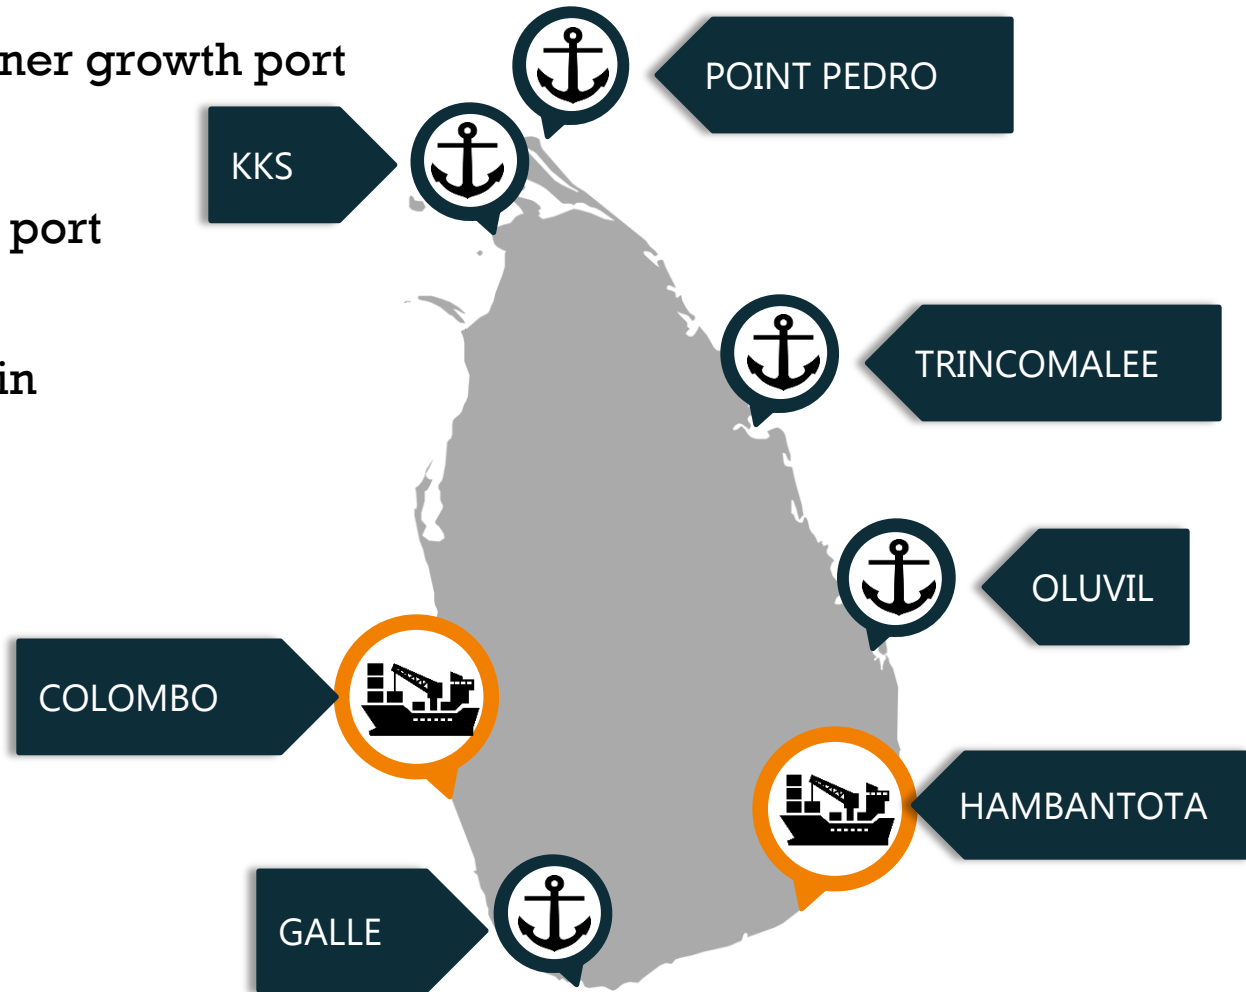 ner growth port
POINT PEDRO
KKS
port
TRINCOMALEE
in
OLUVIL
COLOMBO
HAMBANTOTA
GALLE